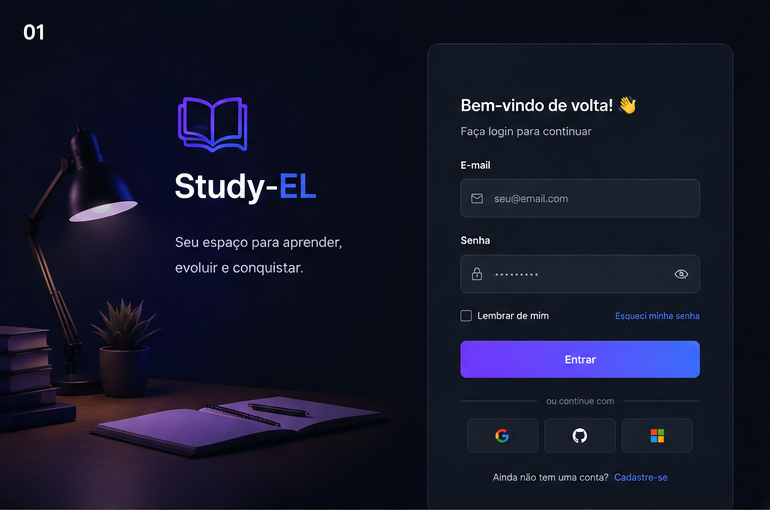 01
Study-EL
Seu espaço para aprender,
evoluir e conquistar.
Bem-vindo de volta! 👋
Faça login para continuar
E-mail
seu@email.com
Senha
•••••••••
Lembrar de mim
Esqueci minha senha
Entrar
ou continue com
G
Ainda não tem uma conta? Cadastre-se